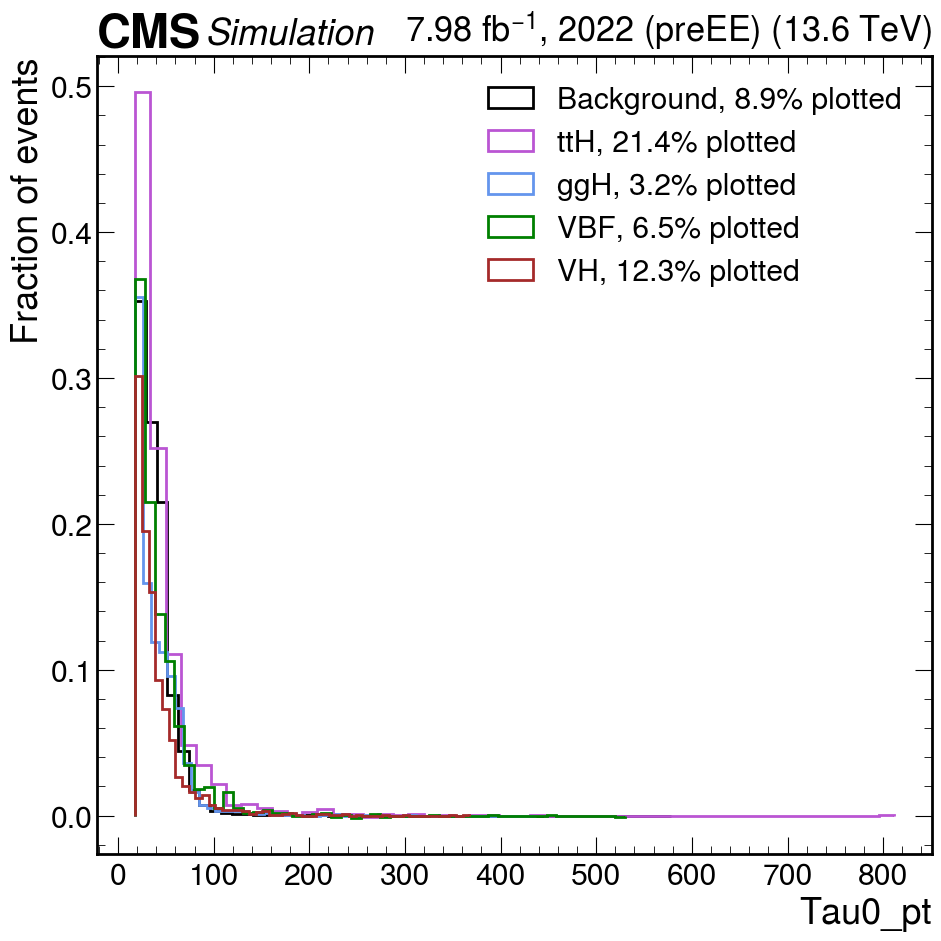 CMS Simulation 7.98 fb⁻¹, 2022 (preEE) (13.6 TeV)
Fraction of events
0.5
0.4
0.3
0.2
0.1
0.0
Background, 8.9% plotted
ttH, 21.4% plotted
ggH, 3.2% plotted
VBF, 6.5% plotted
VH, 12.3% plotted
0 100 200 300 400 500 600 700 800
Tau0_pt